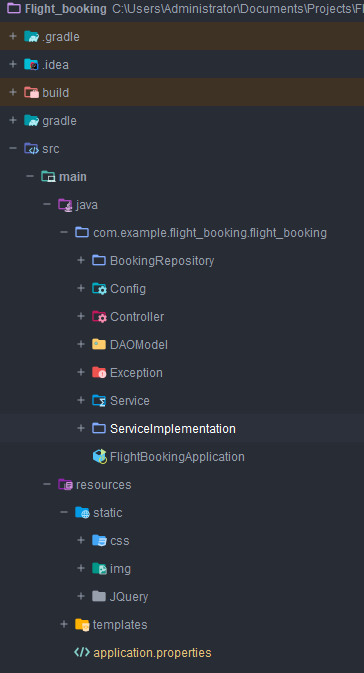 Flight_booking C:\Users\Administrator\Documents\Projects\Fl
.gradle
.idea
build
gradle
src
main
java
com.example.flight_booking.flight_booking
BookingRepository
Config
Controller
DAOModel
Exception
Service
ServiceImplementation
FlightBookingApplication
resources
static
css
img
JQuery
templates
application.properties